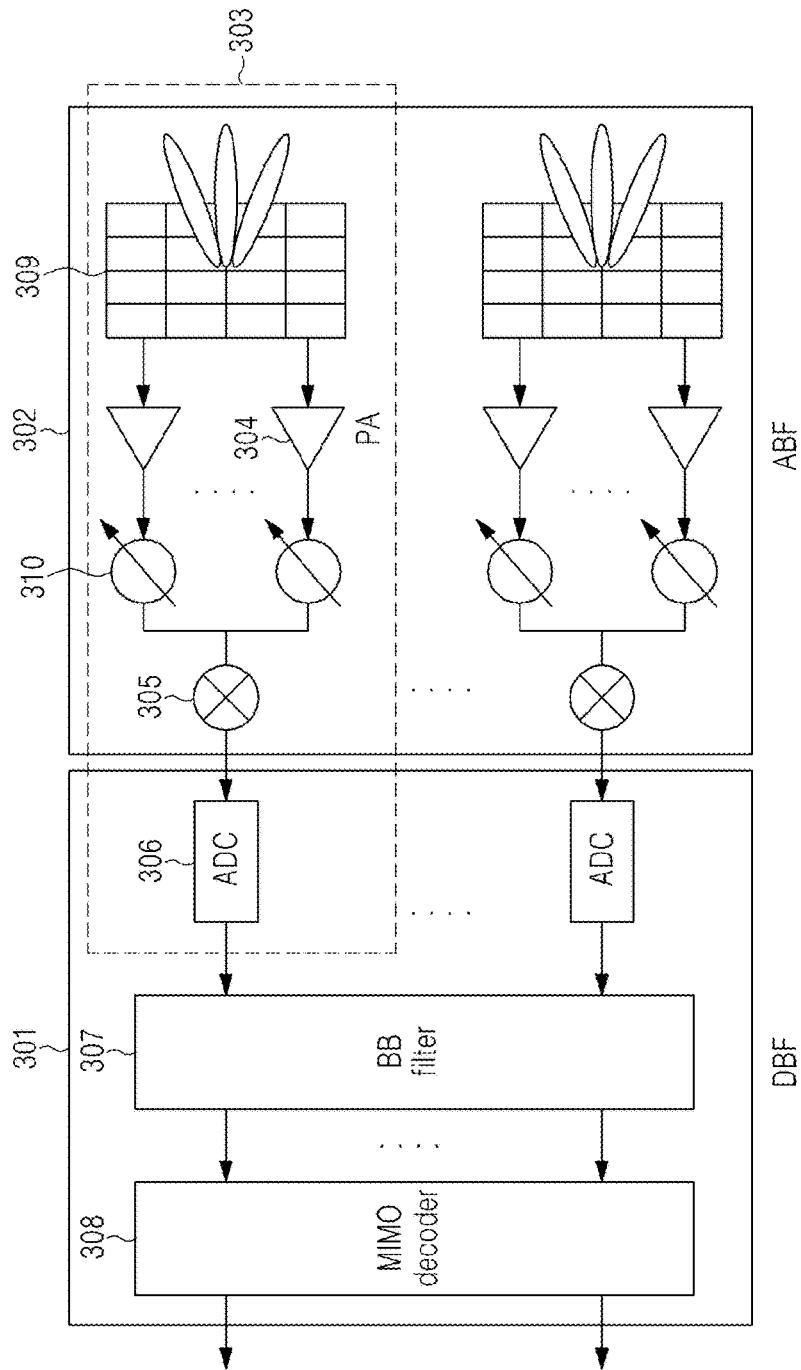 303
309
302
304
PA
310
305
ABF
306
ADC
ADC
301
307
BB
filter
308
MIMO
decoder
DBF